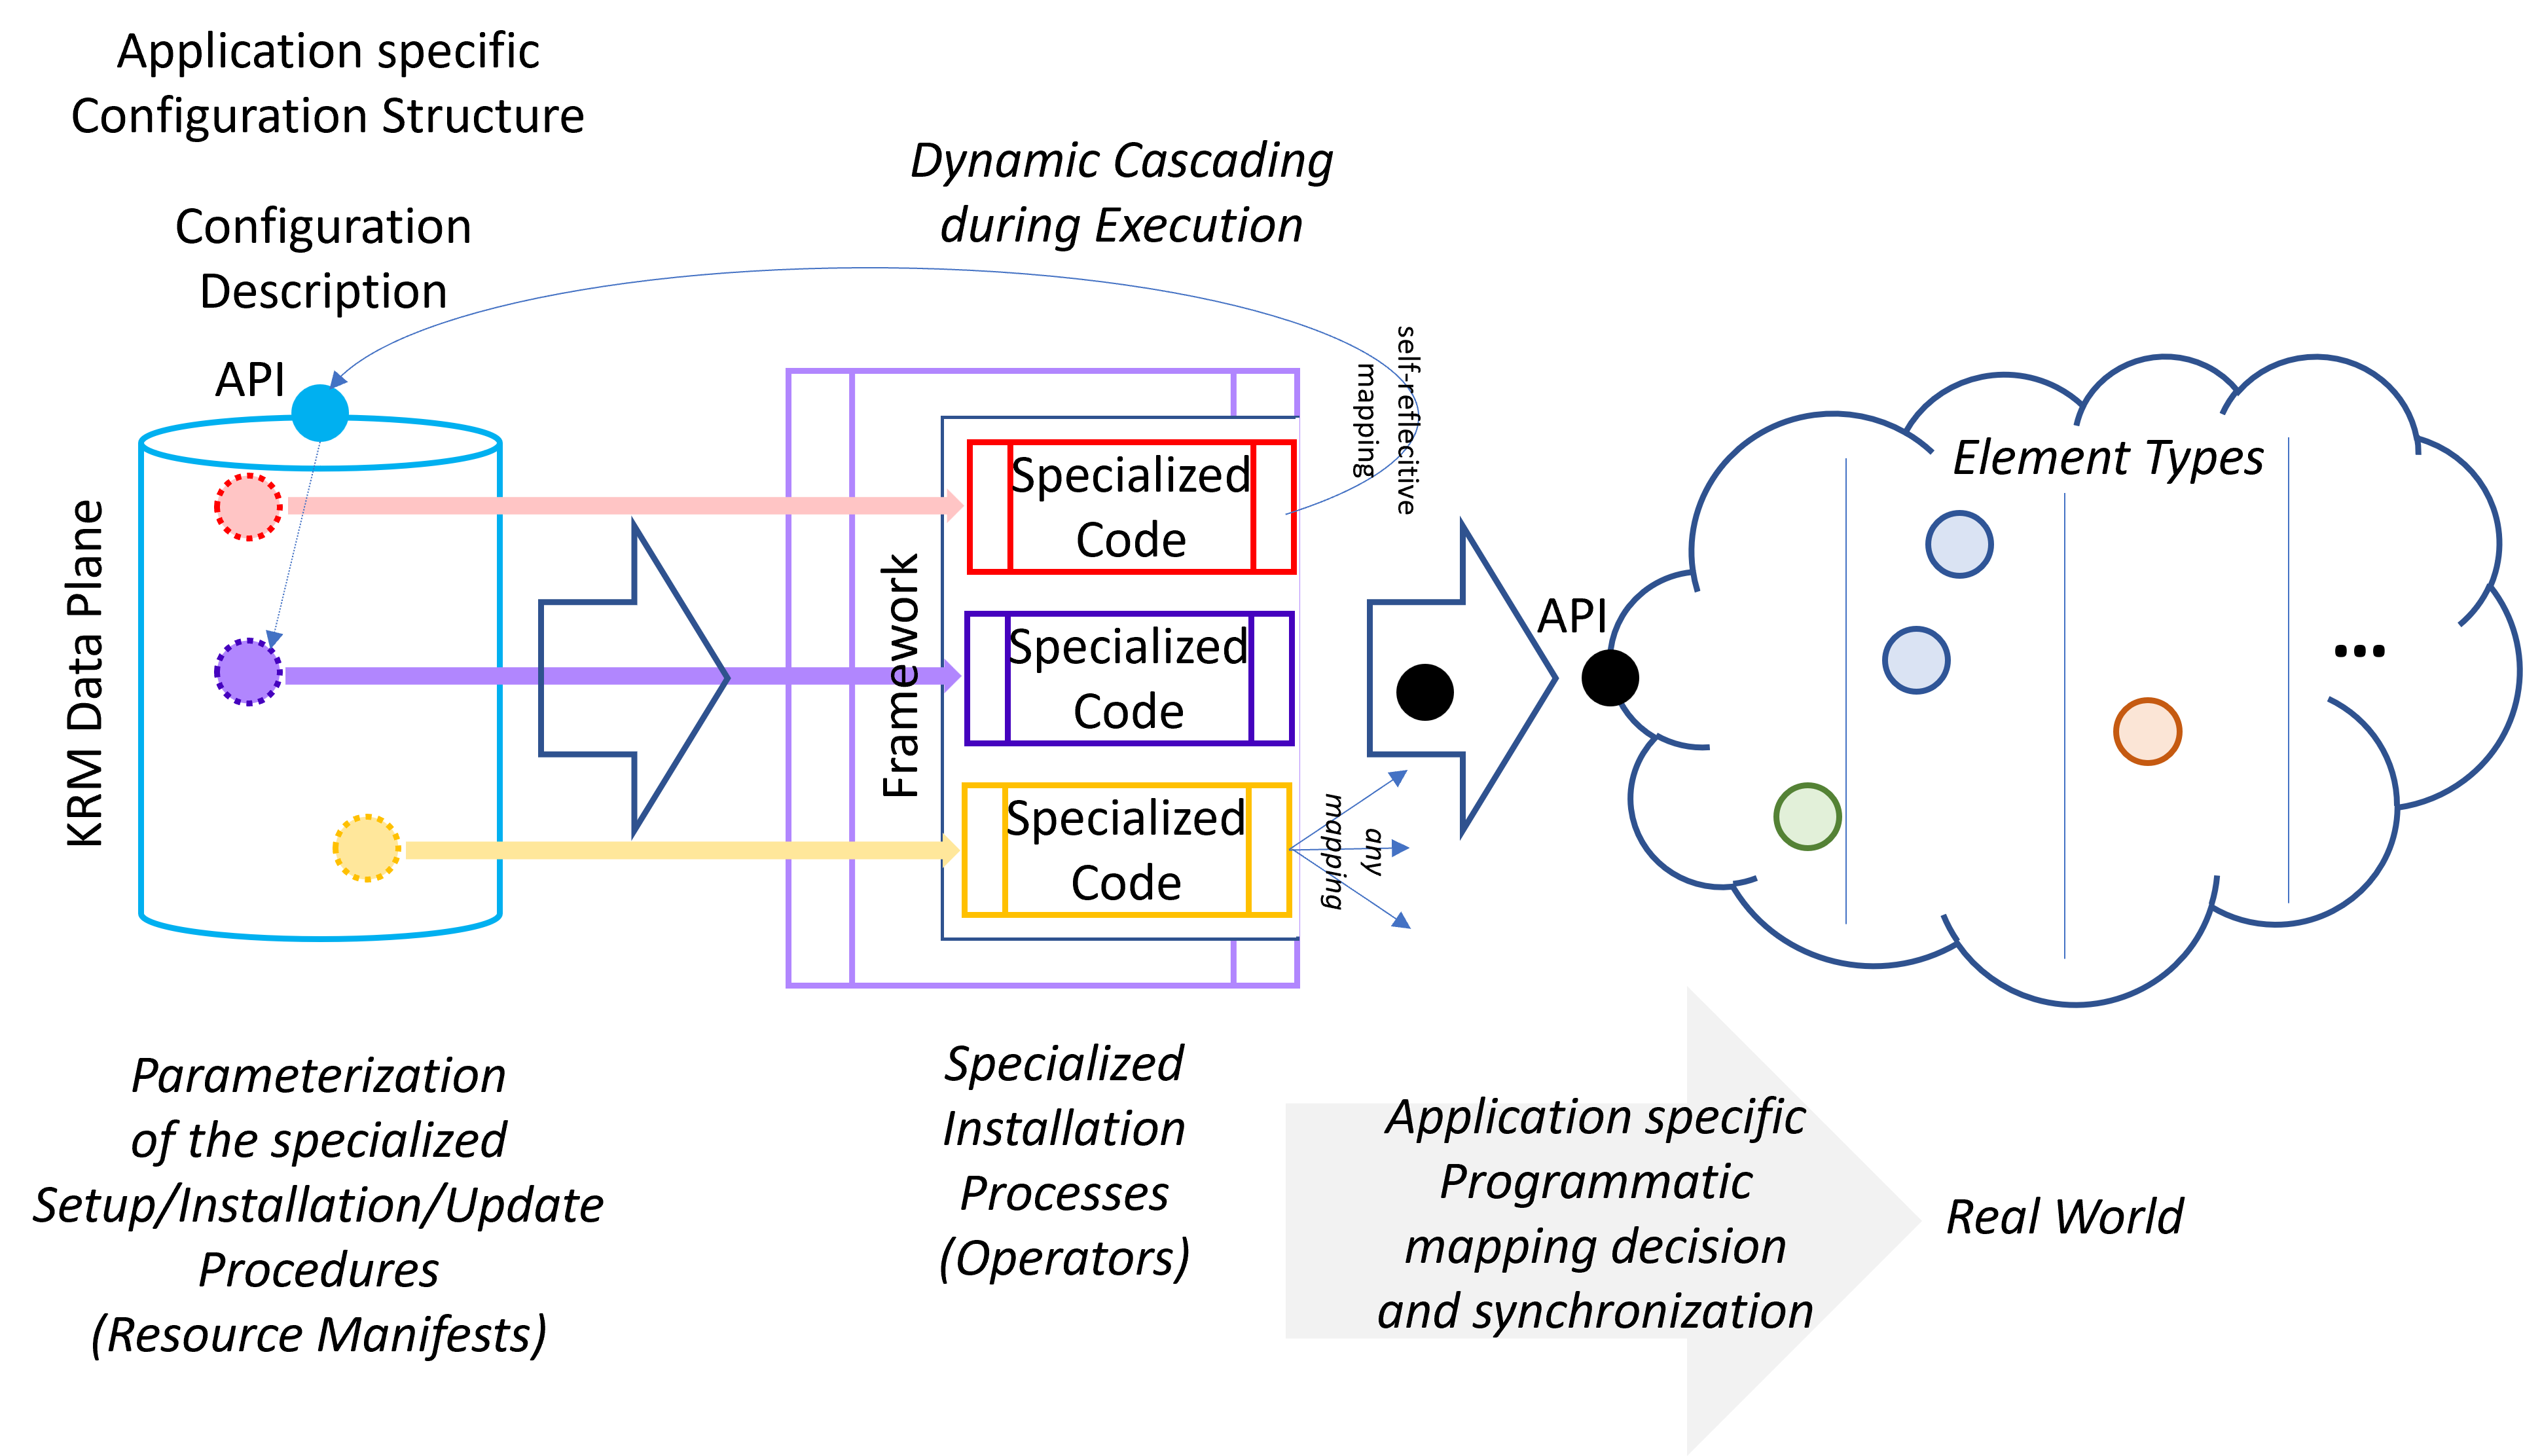 Application specific
Configuration Structure
Configuration
Description
API
KRM Data Plane
Dynamic Cascading
during Execution
self-reflecitive
mapping
Framework
Specialized
Code
Specialized
Code
Specialized
Code
any
mapping
API
Element Types
...
Parameterization
of the specialized
Setup/Installation/Update
Procedures
(Resource Manifests)
Specialized
Installation
Processes
(Operators)
Application specific
Programmatic
mapping decision
and synchronization
Real World